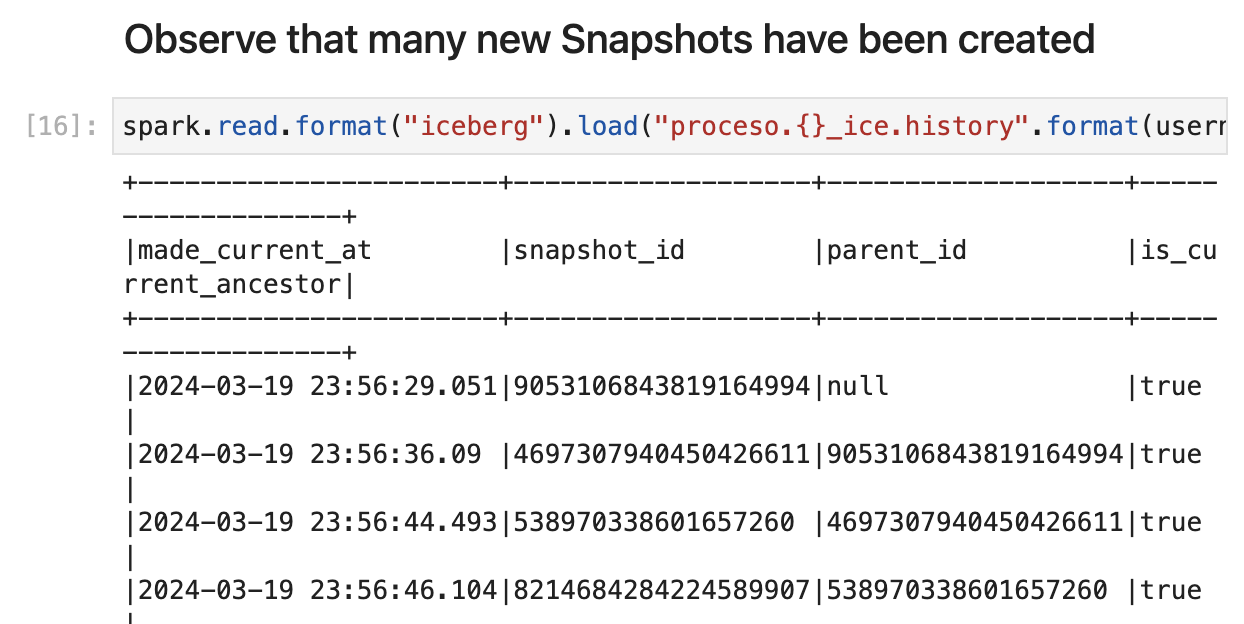 Observe that many new Snapshots have been created
[16]: spark.read.format("iceberg").load("proceso.{}_ice.history".format(usern
+-----------------------+-------------------+-------------------+-----
--------------+
|made_current_at        |snapshot_id        |parent_id          |is_cu
rrent_ancestor|
+-----------------------+-------------------+-------------------+-----
--------------+
|2024-03-19 23:56:29.051|9053106843819164994|null               |true
|
|2024-03-19 23:56:36.09 |4697307940450426611|9053106843819164994|true
|
|2024-03-19 23:56:44.493|538970338601657260 |4697307940450426611|true
|
|2024-03-19 23:56:46.104|8214684284224589907|538970338601657260 |true
|